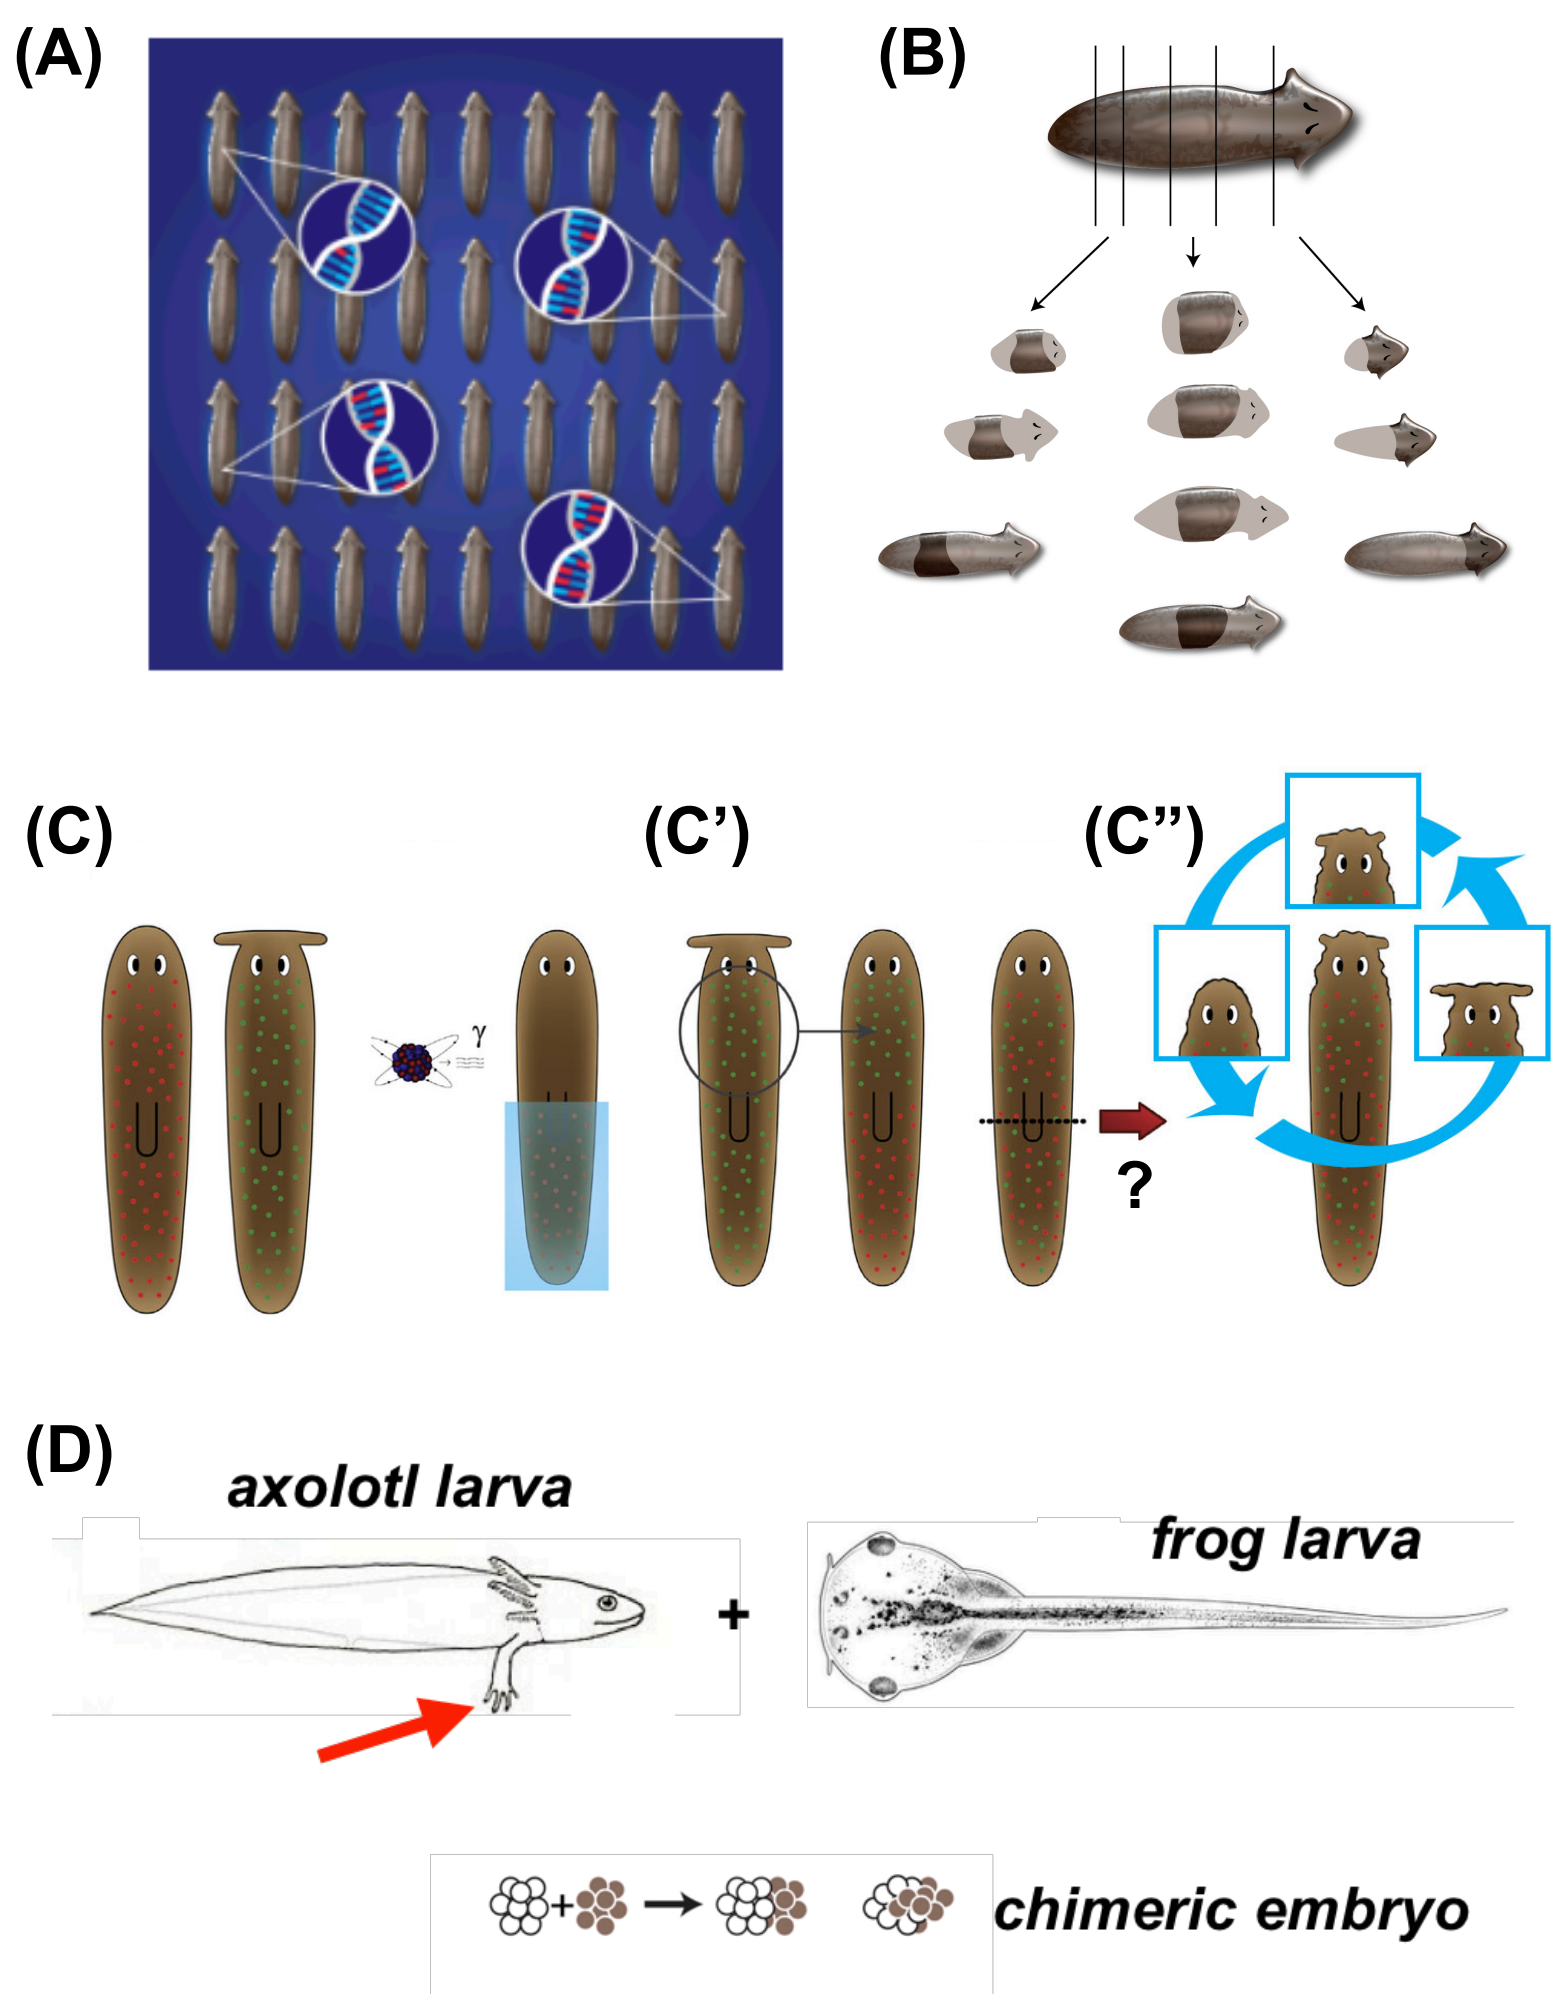 (A)
(B)
(C)
(C’)
(C”)
γ
?
(D)
axolotl larva
frog larva
+
+
chimeric embryo